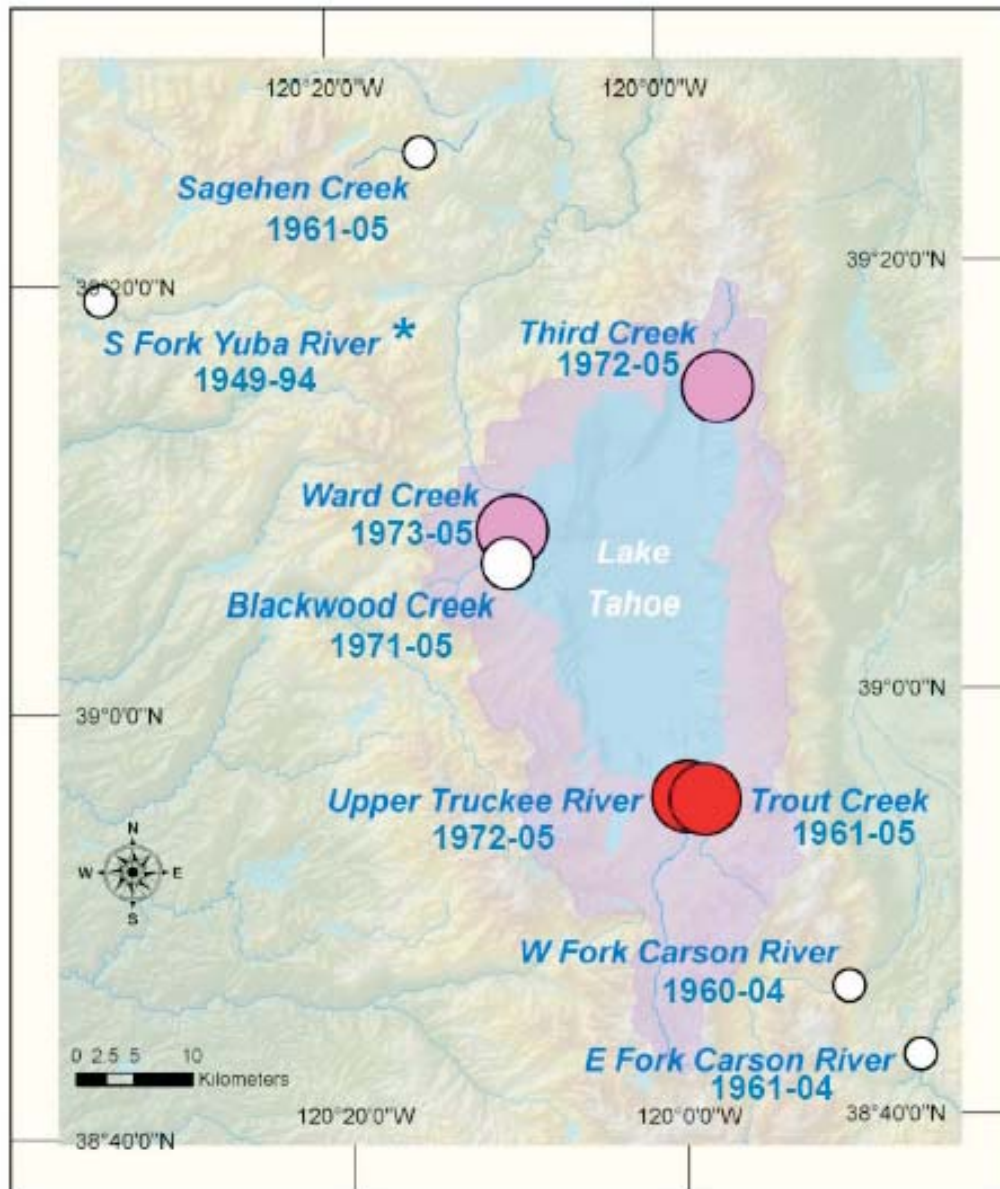 120°20'0"W
120°0'0"W
Sagehen Creek
1961-05
39°20'0"N
39°20'0"N
S Fork Yuba River *
1949-94
Third Creek
1972-05
Ward Creek
1973-05
Lake
Tahoe
Blackwood Creek
1971-05
39°0'0"N
39°0'0"N
Upper Truckee River
1972-05
Trout Creek
1961-05
N
W
E
S
W Fork Carson River
1960-04
E Fork Carson River
1961-04
0 2.5 5 10
Kilometers
120°20'0"W
120°0'0"W
38°40'0"N
38°40'0"N